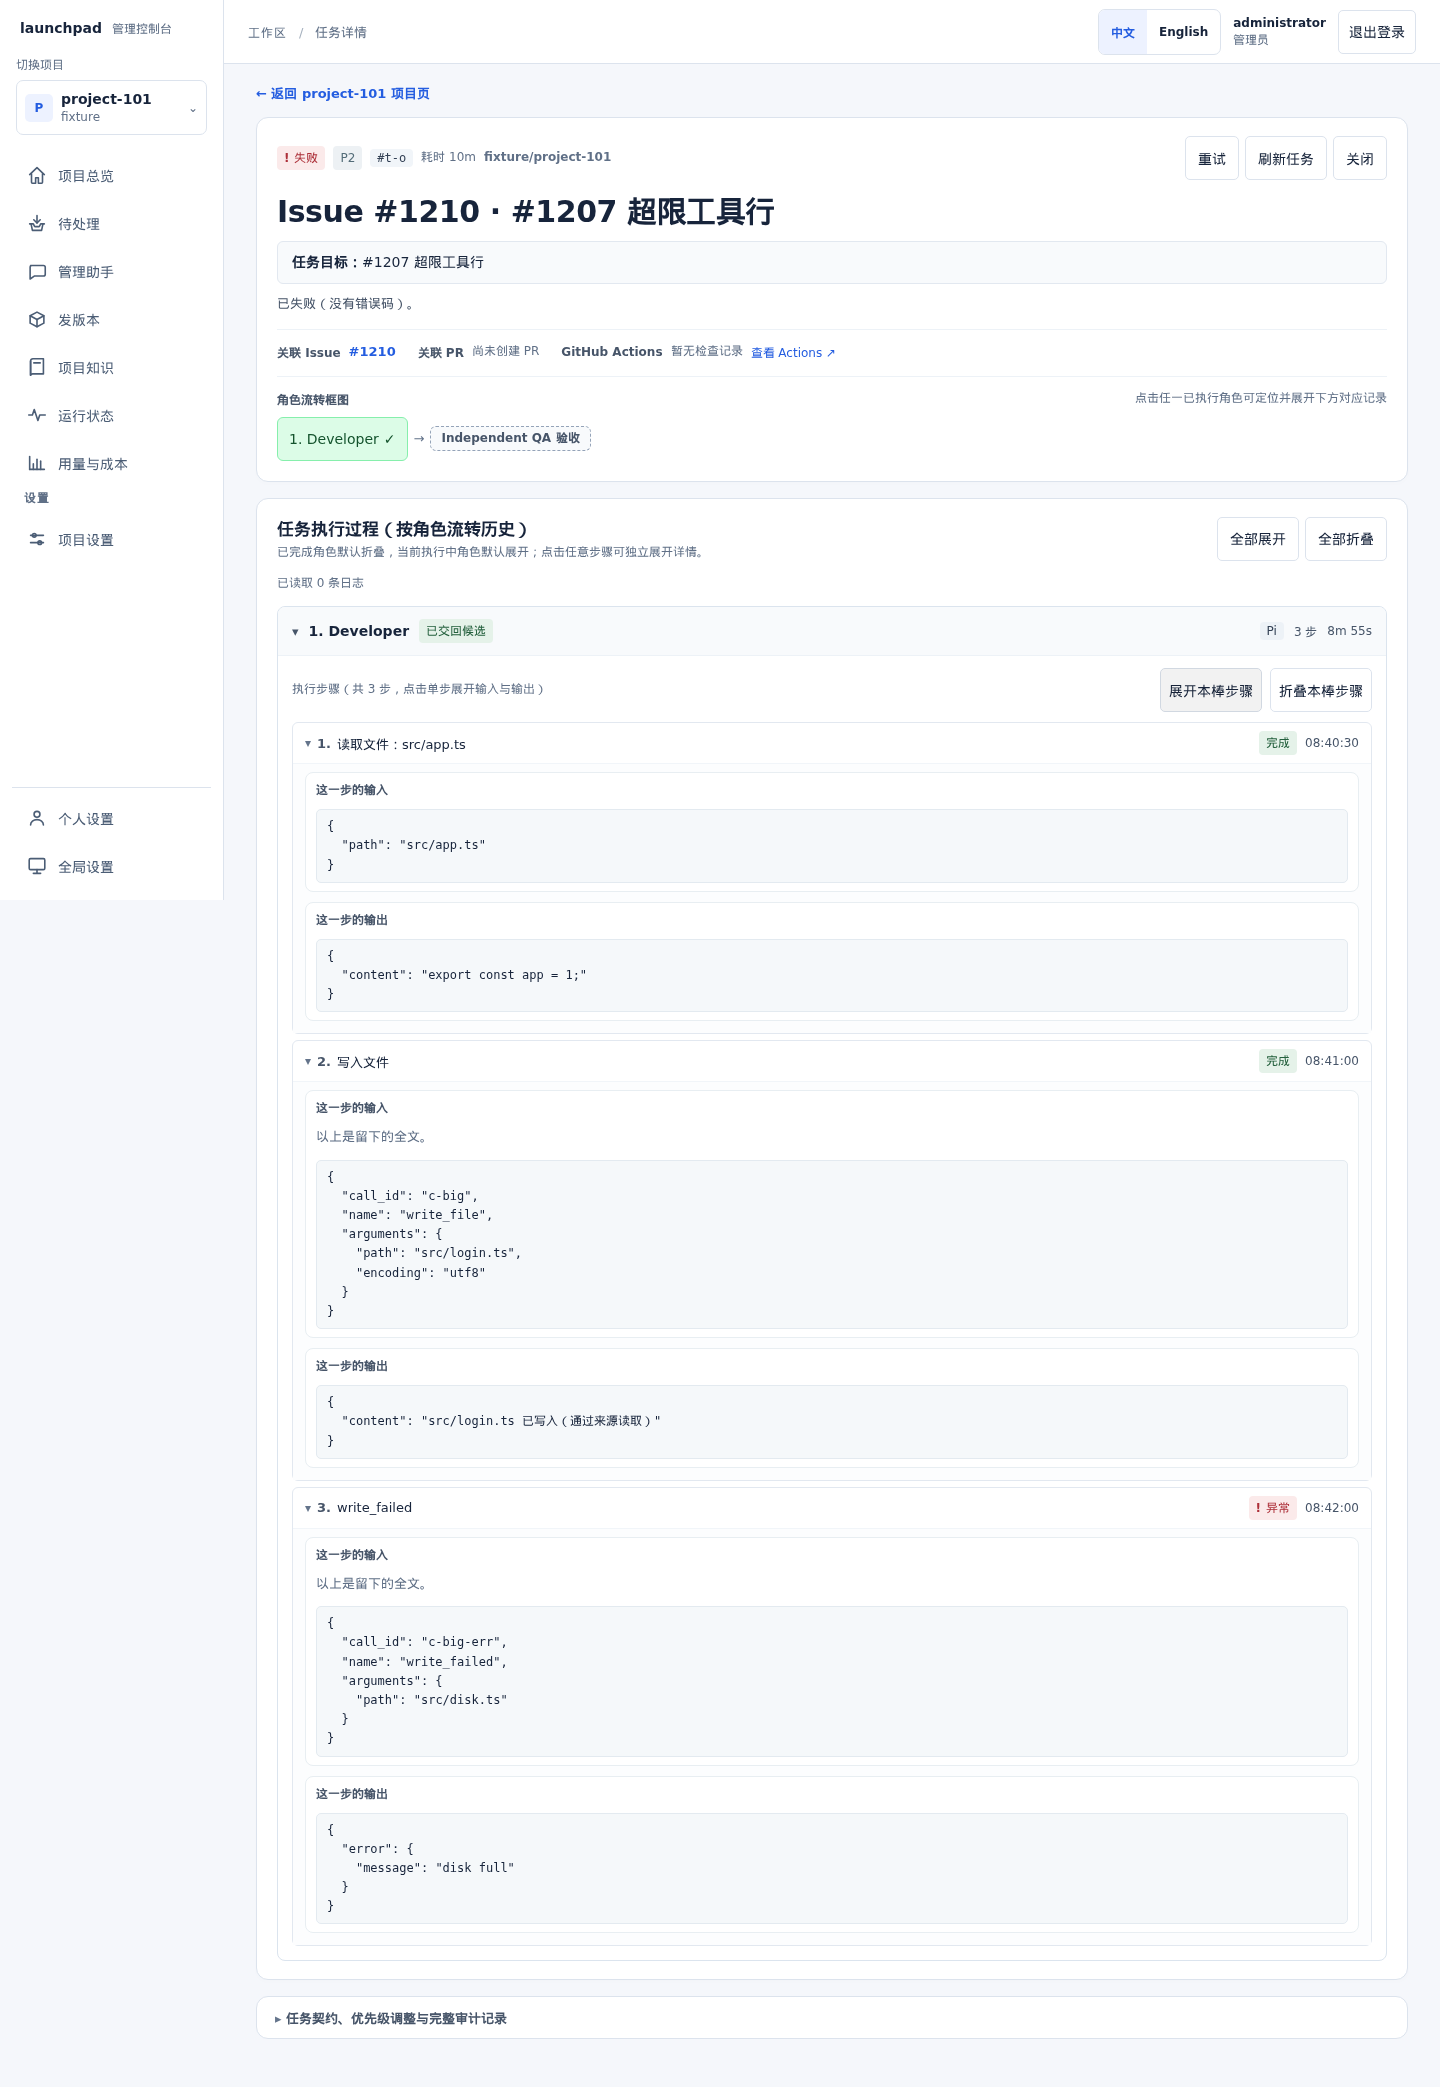 launchpad 管理控制台
切换项目
P
project-101
fixture
项目总览
待处理
管理助手
发版本
项目知识
运行状态
用量与成本
设置
项目设置
个人设置
全局设置
工作区 / 任务详情
中文 English
administrator
管理员
退出登录
← 返回 project-101 项目页
! 失败 P2 #t-o 耗时 10m fixture/project-101
重试 刷新任务 关闭
Issue #1210 · #1207 超限工具行
任务目标：#1207 超限工具行
已失败（没有错误码）。
关联 Issue #1210 关联 PR 尚未创建 PR GitHub Actions 暂无检查记录 查看 Actions ↗
角色流转框图
点击任一已执行角色可定位并展开下方对应记录
1. Developer ✓ → Independent QA 验收
任务执行过程（按角色流转历史）
已完成角色默认折叠，当前执行中角色默认展开；点击任意步骤可独立展开详情。
全部展开 全部折叠
已读取 0 条日志
▾ 1. Developer 已交回候选 Pi 3 步 8m 55s
执行步骤（共 3 步，点击单步展开输入与输出）
展开本棒步骤 折叠本棒步骤
▾ 1. 读取文件：src/app.ts 完成 08:40:30
这一步的输入
{
"path": "src/app.ts"
}
这一步的输出
{
"content": "export const app = 1;"
}
▾ 2. 写入文件 完成 08:41:00
这一步的输入
以上是留下的全文。
{
"call_id": "c-big",
"name": "write_file",
"arguments": {
"path": "src/login.ts",
"encoding": "utf8"
}
}
这一步的输出
{
"content": "src/login.ts 已写入（通过来源读取）"
}
▾ 3. write_failed ! 异常 08:42:00
这一步的输入
以上是留下的全文。
{
"call_id": "c-big-err",
"name": "write_failed",
"arguments": {
"path": "src/disk.ts"
}
}
这一步的输出
{
"error": {
"message": "disk full"
}
}
▸ 任务契约、优先级调整与完整审计记录